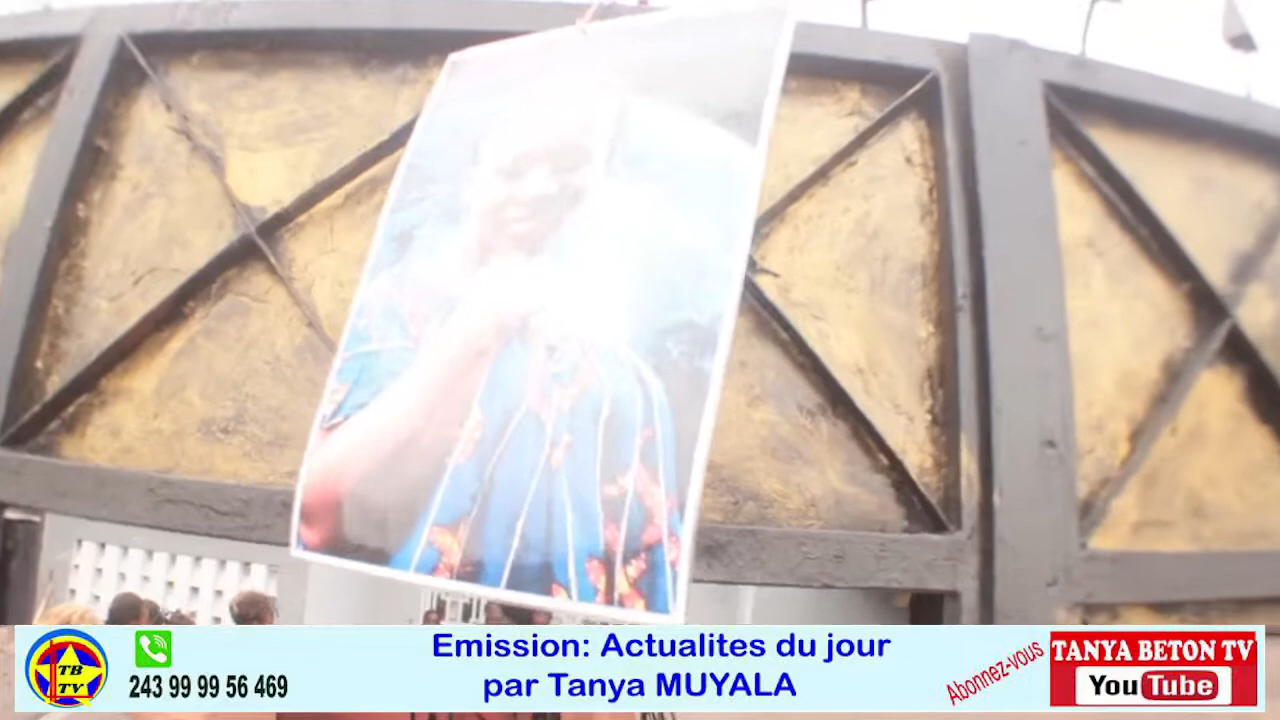 Emission: Actualites du jour
par Tanya MUYALA
TB
TV
243 99 99 56 469
Abonnez-vous
TANYA BETON TV
YouTube